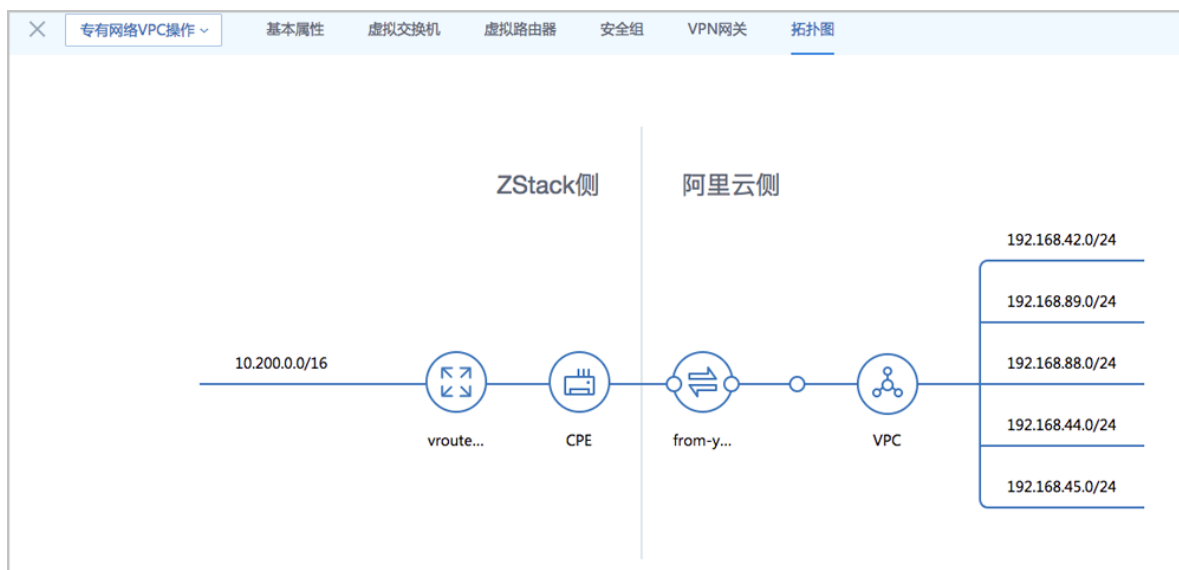 专有网络VPC操作 基本属性 虚拟交换机 虚拟路由器 安全组 VPN网关 拓扑图
ZStack侧 阿里云侧
192.168.42.0/24
192.168.89.0/24
10.200.0.0/16 192.168.88.0/24
192.168.44.0/24
vroute... CPE from-y... VPC
192.168.45.0/24